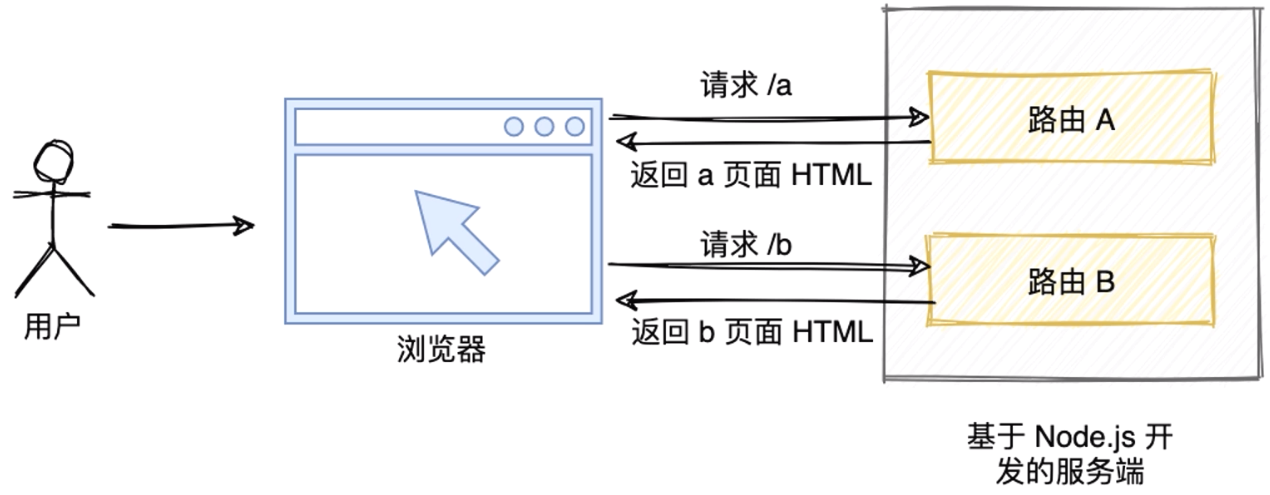 请求 /a
路由 A
返回 a 页面 HTML
请求 /b
路由 B
返回 b 页面 HTML
用户
浏览器
基于 Node.js 开
发的服务端